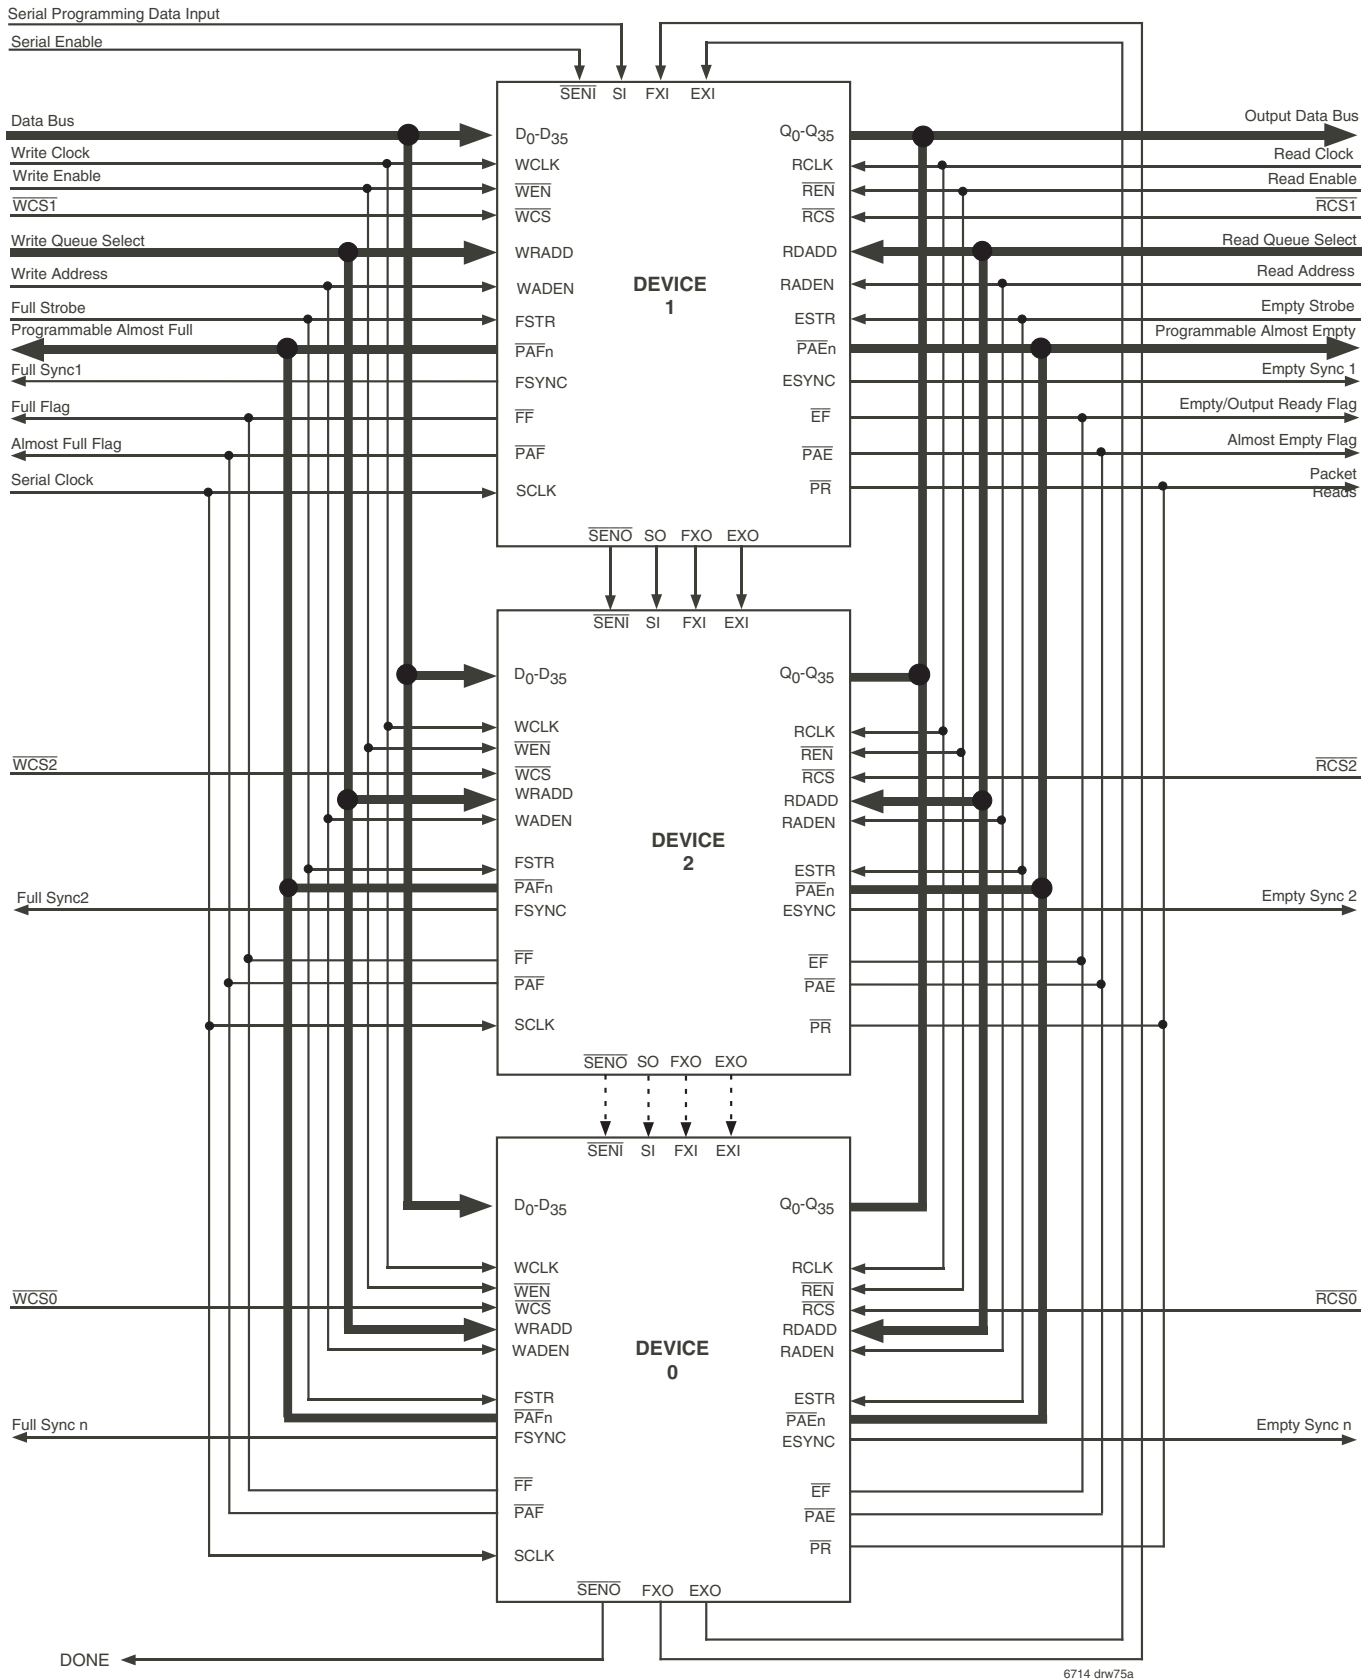 Serial Programming Data Input
Serial Enable
SENI SI FXI EXI
Data Bus D0-D35 Q0-Q35 Output Data Bus
Write Clock WCLK RCLK Read Clock
Write Enable WEN REN Read Enable
WCS1 WCS RCS RCS1
Write Queue Select WRADD RDADD Read Queue Select
Write Address WADEN RADEN Read Address
DEVICE
1
Full Strobe FSTR ESTR Empty Strobe
Programmable Almost Full PAFn PAEn Programmable Almost Empty
Full Sync1 FSYNC ESYNC Empty Sync 1
Full Flag FF EF Empty/Output Ready Flag
Almost Full Flag PAF PAE Almost Empty Flag
Serial Clock SCLK PR Packet
Reads
SENO SO FXO EXO
SENI SI FXI EXI
D0-D35 Q0-Q35
WCLK RCLK
WEN REN
WCS2 WCS RCS RCS2
WRADD RDADD
WADEN RADEN
DEVICE
2
FSTR ESTR
PAFn PAEn
Full Sync2 FSYNC ESYNC Empty Sync 2
FF EF
PAF PAE
SCLK PR
SENO SO FXO EXO
SENI SI FXI EXI
D0-D35 Q0-Q35
WCLK RCLK
WEN REN
WCS0 WCS RCS RCS0
WRADD RDADD
WADEN RADEN
DEVICE
0
FSTR ESTR
PAFn PAEn
Full Sync n FSYNC ESYNC Empty Sync n
FF EF
PAF PAE
SCLK PR
SENO FXO EXO
DONE
6714 drw75a